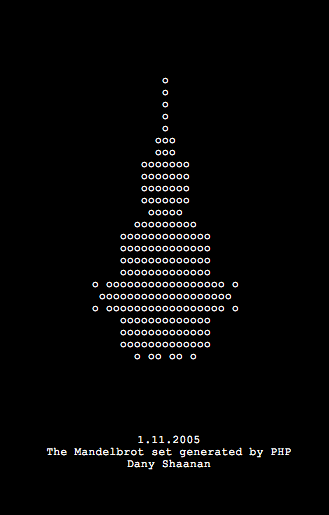 o
o
o
o
o
ooo
ooo
ooooooo
ooooooo
ooooooo
ooooooo
ooooo
ooooooooo
ooooooooooooo
ooooooooooooo
ooooooooooooo
ooooooooooooo
o ooooooooooooooooo o
ooooooooooooooooooo
o ooooooooooooooooo o
ooooooooooooo
ooooooooooooo
ooooooooooooo
o oo oo o
1.11.2005
The Mandelbrot set generated by PHP
Dany Shaanan